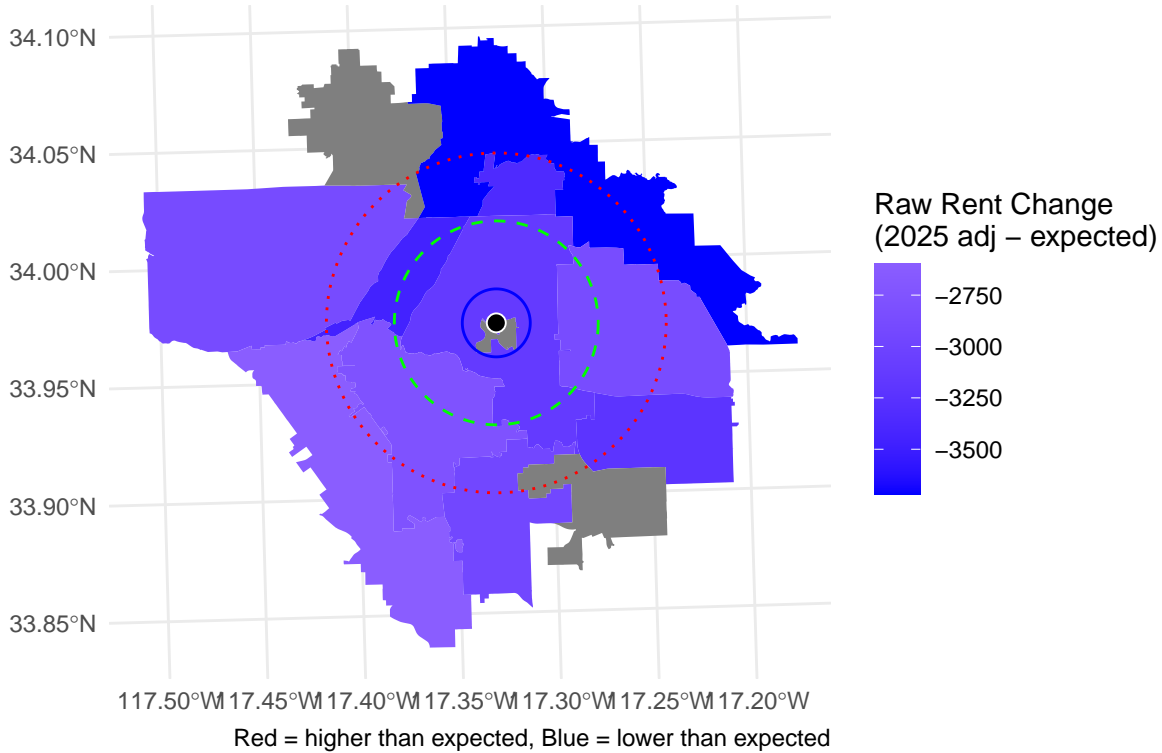 34.10°N
34.05°N
34.00°N
33.95°N
33.90°N
33.85°N
117.50°W 117.45°W 117.40°W 117.35°W 117.30°W 117.25°W 117.20°W
Red = higher than expected, Blue = lower than expected
Raw Rent Change
(2025 adj − expected)
−2750
−3000
−3250
−3500